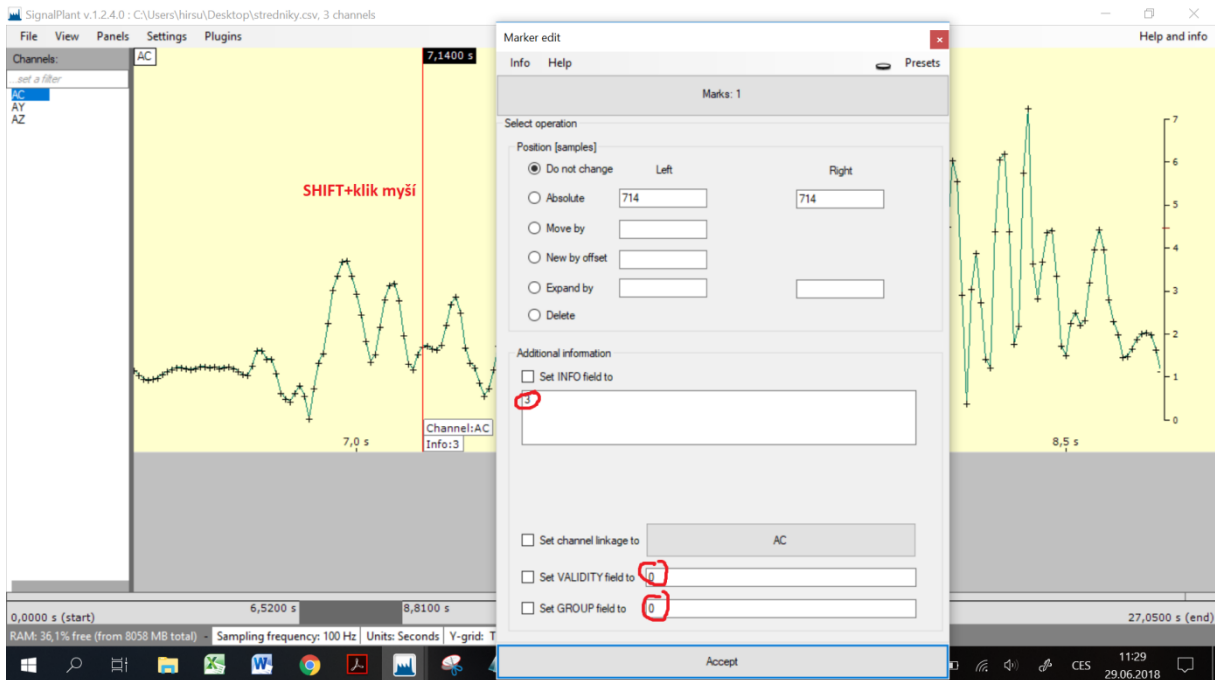 SignalPlant v.1.2.4.0 : C:\Users\hirsu\Desktop\stredniky.csv, 3 channels
File View Panels Settings Plugins Help and info
Channels:
...set a filter
AC
AY
AZ
AC
7,1400 s
SHIFT+klik myší
Channel:AC
Info:3
7,0 s
Marker edit
Info Help Presets
Marks: 1
Select operation
Position [samples]
Do not change Left Right
Absolute 714 714
Move by
New by offset
Expand by
Delete
Additional information
Set INFO field to
3
Set channel linkage to AC
Set VALIDITY field to 0
Set GROUP field to 0
Accept
7
6
5
4
3
2
1
0
8,5 s
0,0000 s (start) 6,5200 s 8,8100 s 27,0500 s (end)
RAM: 36,1% free (from 8058 MB total) - Sampling frequency: 100 Hz Units: Seconds Y-grid: T
CES 11:29
29.06.2018